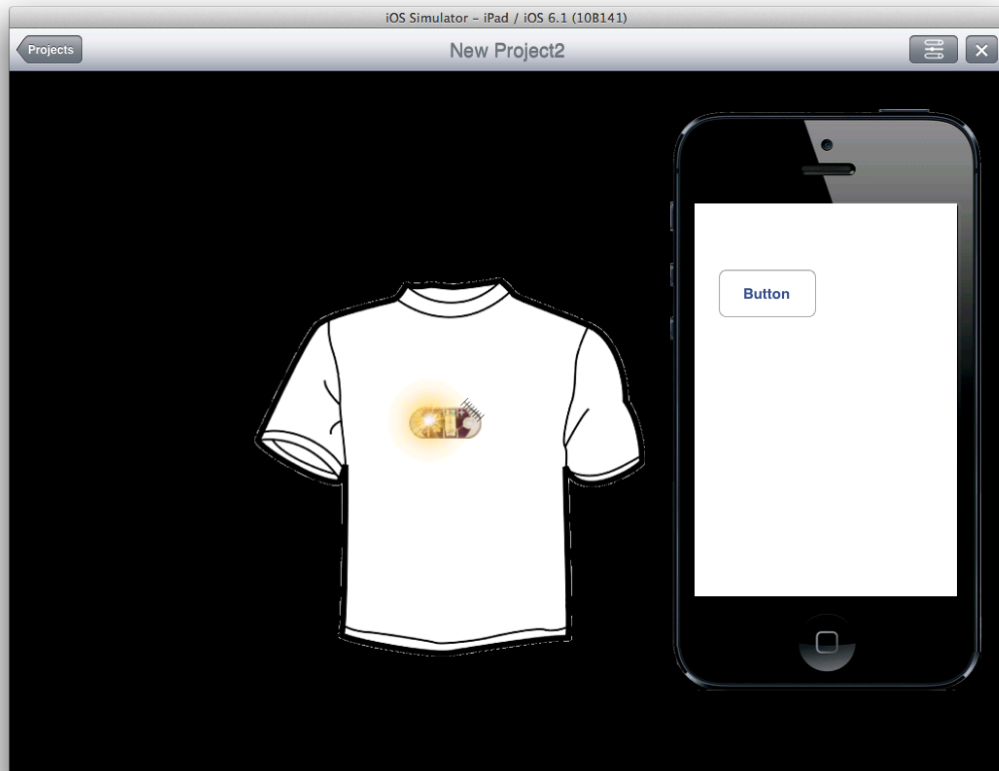 iOS Simulator – iPad / iOS 6.1 (10B141)
Projects
New Project2
Button